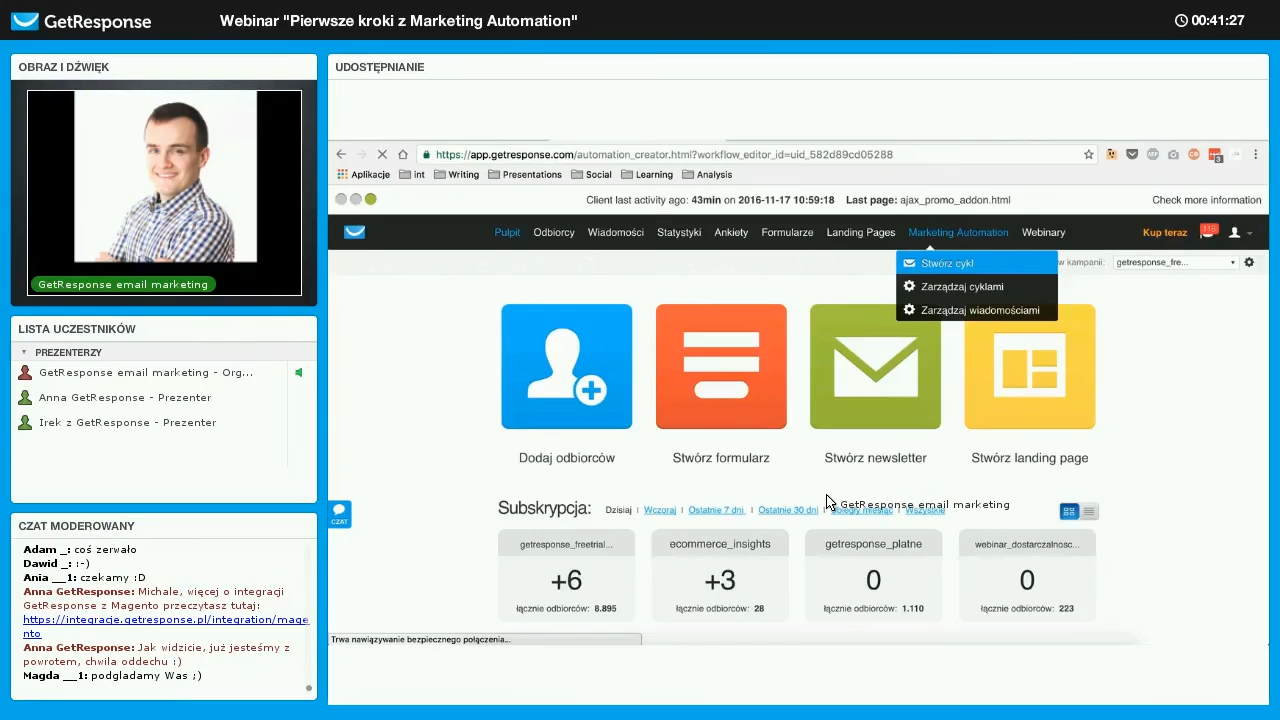 GetResponse
Webinar "Pierwsze kroki z Marketing Automation"
00:41:27
OBRAZ I DŹWIĘK
GetResponse email marketing
LISTA UCZESTNIKÓW
PREZENTERZY
GetResponse email marketing - Org...
Anna GetResponse - Prezenter
Irek z GetResponse - Prezenter
CZAT MODEROWANY
Adam _: coś zerwało
Dawid _: :-)
Ania __1: czekamy :D
Anna GetResponse: Michale, więcej o integracji
GetResponse z Magento przeczytasz tutaj:
https://integracje.getresponse.pl/integration/mage
nto
Anna GetResponse: Jak widzicie, już jesteśmy z
powrotem, chwila oddechu :)
Magda __1: podgladamy Was ;)
UDOSTĘPNIANIE
https://app.getresponse.com/automation_creator.html?workflow_editor_id=uid_582d89cd05288
Aplikacje int Writing Presentations Social Learning Analysis
Client last activity ago: 43min on 2016-11-17 10:59:18 Last page: ajax_promo_addon.html Check more information
Pulpit Odbiorcy Wiadomości Statystyki Ankiety Formularze Landing Pages Marketing Automation Webinary Kup teraz 116
Stwórz cykl
Zarządzaj cyklami
Zarządzaj wiadomościami
w kampanii: getresponse_fre...
Dodaj odbiorców Stwórz formularz Stwórz newsletter Stwórz landing page
Subskrypcja: Dzisiaj | Wczoraj | Ostatnie 7 dni | Ostatnie 30 dni | Ubiegły miesiąc | Wszystkie
GetResponse email marketing
getresponse_freetrial... ecommerce_insights getresponse_platne webinar_dostarczalnosc...
+6 +3 0 0
łącznie odbiorców: 8.895 łącznie odbiorców: 28 łącznie odbiorców: 1.110 łącznie odbiorców: 223
CZAT
Trwa nawiązywanie bezpiecznego połączenia...